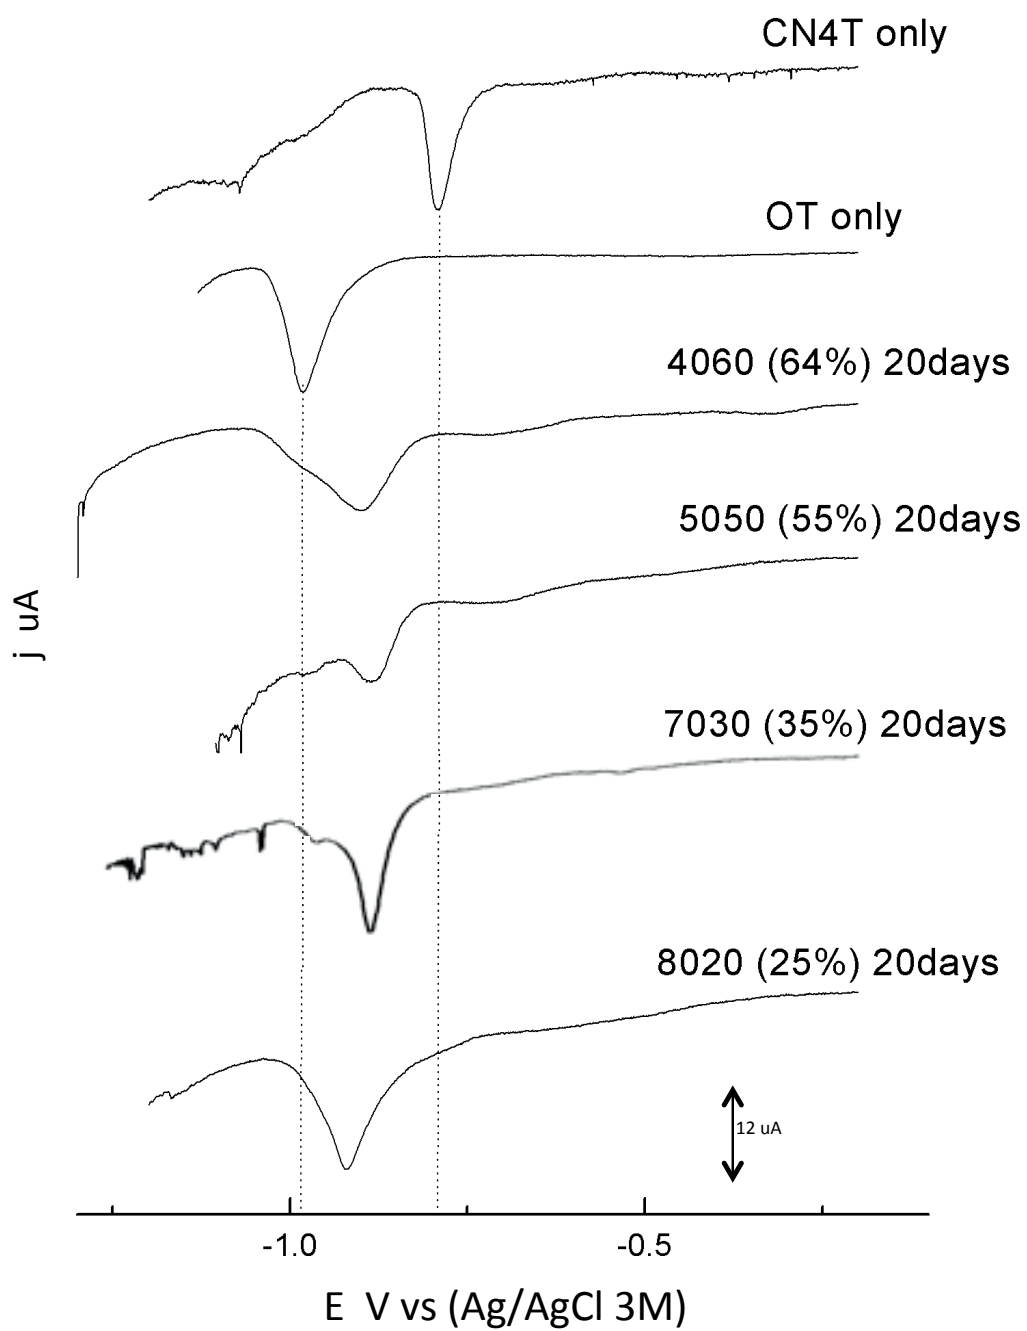 CN4T only
OT only
4060 (64%) 20days
5050 (55%) 20days
j uA
7030 (35%) 20days
8020 (25%) 20days
12 uA
-1.0
-0.5
E V vs (Ag/AgCl 3M)